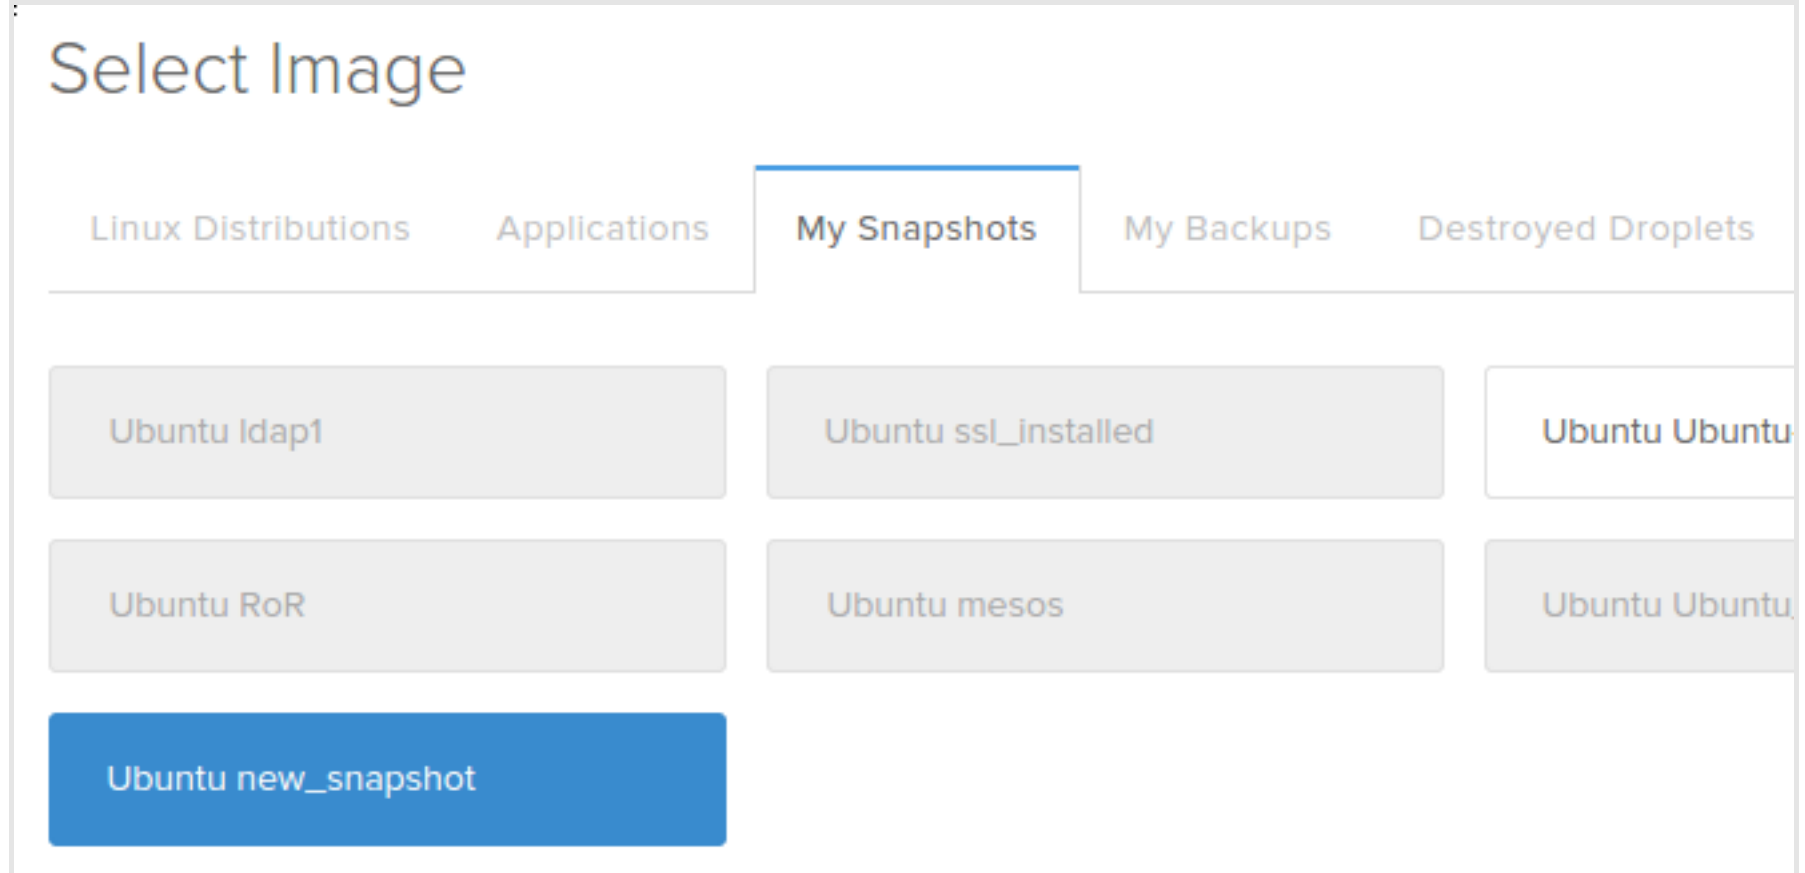 Select Image
Linux Distributions Applications My Snapshots My Backups Destroyed Droplets
Ubuntu ldap1 Ubuntu ssl_installed Ubuntu Ubuntu
Ubuntu RoR Ubuntu mesos Ubuntu Ubuntu
Ubuntu new_snapshot